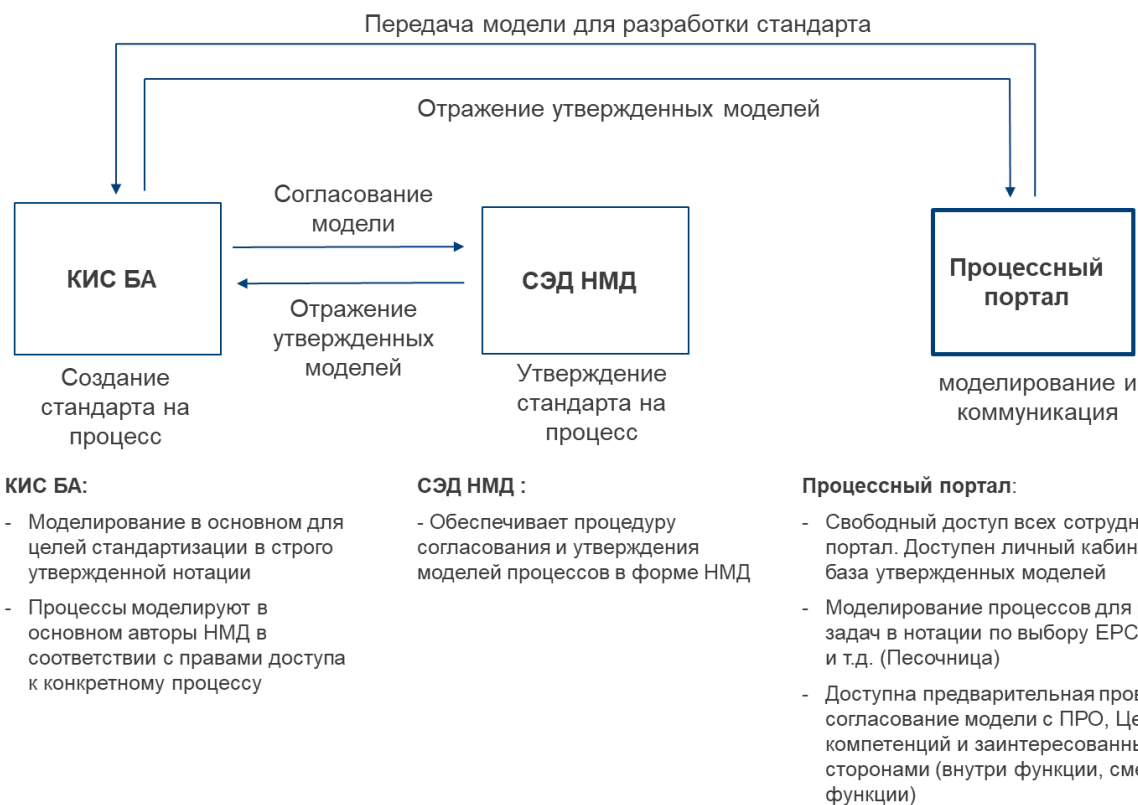 Передача модели для разработки стандарта
Отражение утвержденных моделей
Согласование
модели
КИС БА
СЭД НМД
Процессный
портал
Отражение
утвержденных
моделей
Создание
стандарта на
процесс
Утверждение
стандарта на
процесс
моделирование и
коммуникация
КИС БА:
- Моделирование в основном для
целей стандартизации в строго
утвержденной нотации
- Процессы моделируют в
основном авторы НМД в
соответствии с правами доступа
к конкретному процессу
СЭД НМД :
- Обеспечивает процедуру
согласования и утверждения
моделей процессов в форме НМД
Процессный портал:
- Свободный доступ всех
портал. Доступен личный
база утвержденных моделей
- Моделирование процессов для
задач в нотации по выбору EPC
и т.д. (Песочница)
- Доступна предварительная
согласование модели с ПРО,
компетенций и
сторонами (внутри функции,
функции)